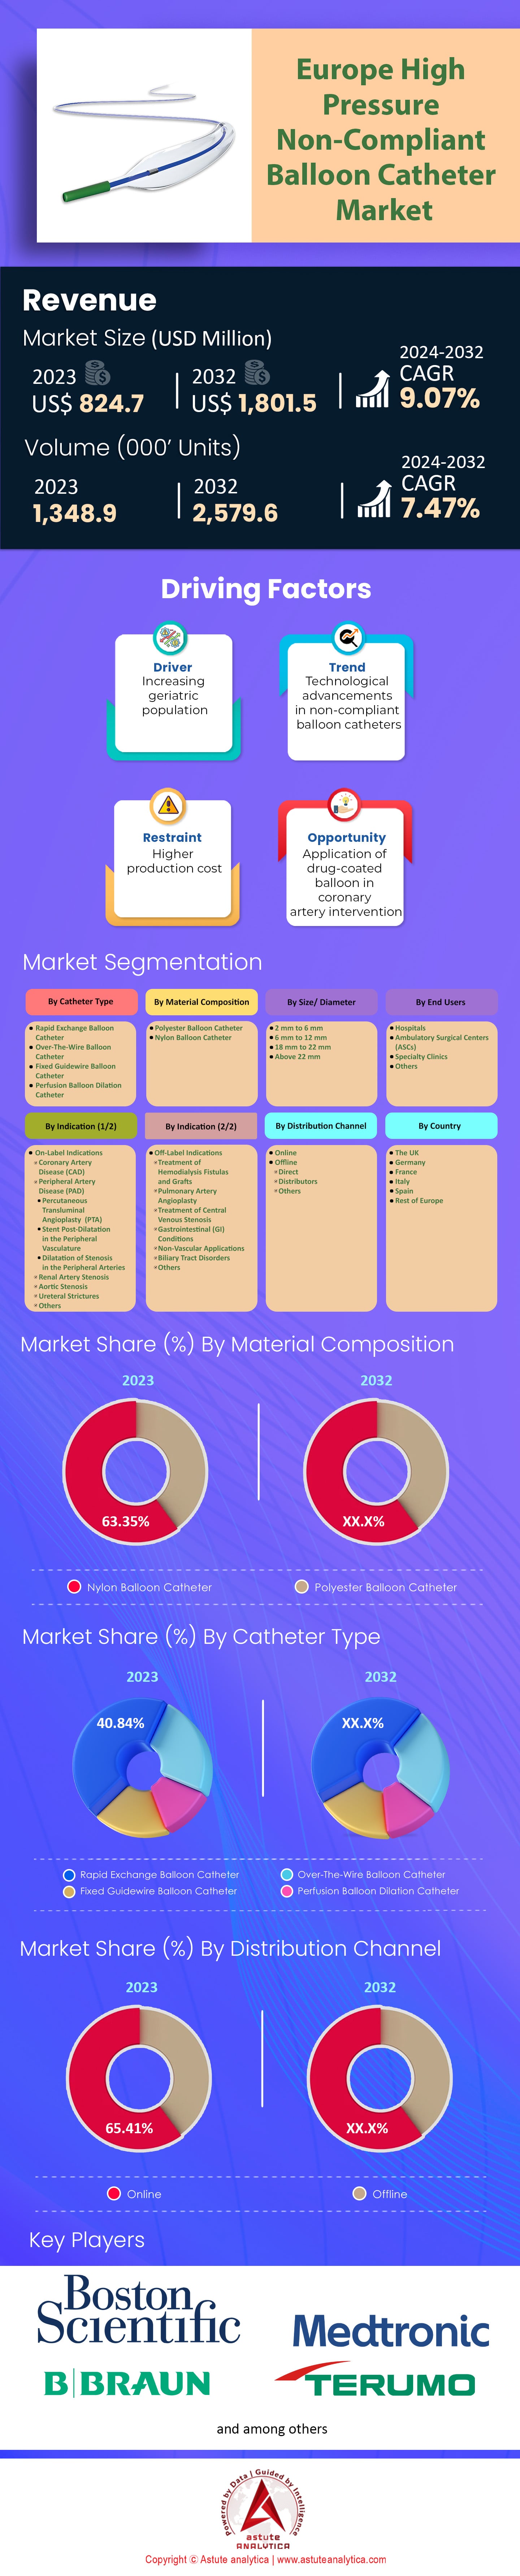 Europe High
Pressure
Non-Compliant
Balloon Catheter
Market
Revenue
Market Size (USD Million)
2023
US$ 824.7
2032
US$ 1,801.5
2024-2032
CAGR
9.07%
Volume (000' Units)
2023
1,348.9
2032
2,579.6
2024-2032
CAGR
7.47%
Driving Factors
Driver
Increasing
geriatric
population
Trend
Technological
advancements
in non-compliant
balloon catheters
Restraint
Higher
production cost
Opportunity
Application of
drug-coated
balloon in
coronary
artery intervention
Market Segmentation
By Catheter Type
Rapid Exchange Balloon
Catheter
Over-The-Wire Balloon
Catheter
Fixed Guidewire Balloon
Catheter
Perfusion Balloon Dilation
Catheter
By Material Composition
Polyester Balloon Catheter
Nylon Balloon Catheter
By Size/ Diameter
2 mm to 6 mm
6 mm to 12 mm
18 mm to 22 mm
Above 22 mm
By End Users
Hospitals
Ambulatory Surgical Centers
(ASCs)
Specialty Clinics
Others
By Indication (1/2)
On-Label Indications
Coronary Artery
Disease (CAD)
Peripheral Artery
Disease (PAD)
Percutaneous
Transluminal
Angioplasty (PTA)
Stent Post-Dilatation
in the Peripheral
Vasculature
Dilatation of Stenosis
in the Peripheral Arteries
Renal Artery Stenosis
Aortic Stenosis
Ureteral Strictures
Others
By Indication (2/2)
Off-Label Indications
Treatment of
Hemodialysis Fistulas
and Grafts
Pulmonary Artery
Angioplasty
Treatment of Central
Venous Stenosis
Gastrointestinal (GI)
Conditions
Non-Vascular Applications
Biliary Tract Disorders
Others
By Distribution Channel
Online
Offline
Direct
Distributors
Others
By Country
The UK
Germany
France
Italy
Spain
Rest of Europe
Market Share (%) By Material Composition
2023
63.35%
2032
XX.X%
Nylon Balloon Catheter
Polyester Balloon Catheter
Market Share (%) By Catheter Type
2023
40.84%
2032
XX.X%
Rapid Exchange Balloon Catheter
Over-The-Wire Balloon Catheter
Fixed Guidewire Balloon Catheter
Perfusion Balloon Dilation Catheter
Market Share (%) By Distribution Channel
2023
65.41%
2032
XX.X%
Online
Offline
Key Players
Boston
Scientific
Medtronic
B|BRAUN
TERUMO
and among others
Powered by Data | Guided by Intelligence
astute
ANALYTICA
Copyright © Astute analytica | www.astuteanalytica.com